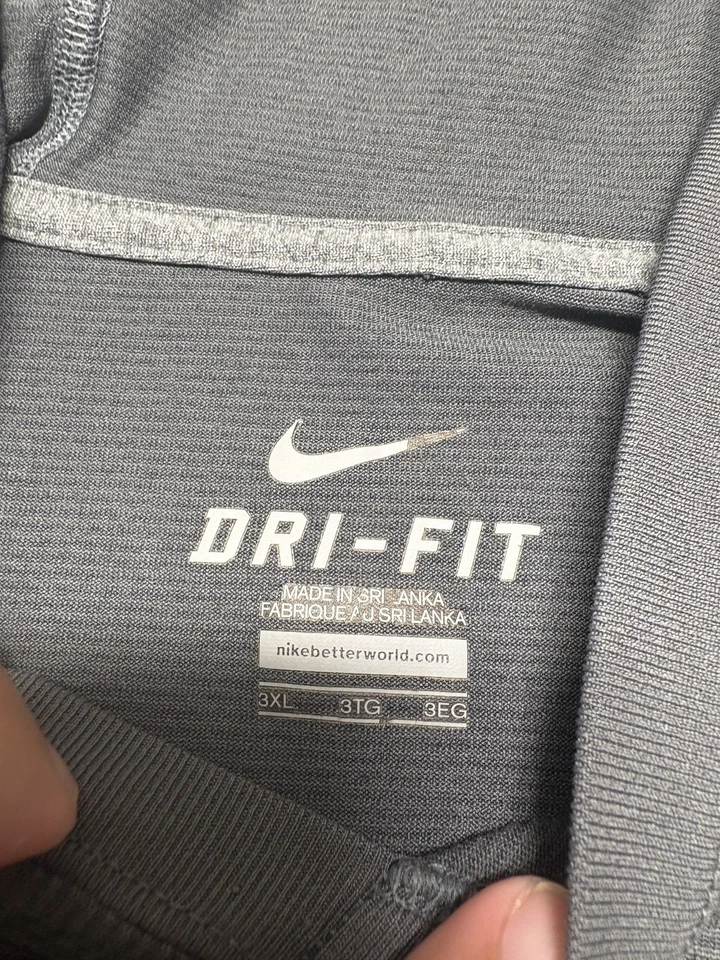 DRI-FIT
MADE IN SRI LANKA
FABRIQUE AU SRI LANKA
nikebetterworld.com
3XL 3TG 3EG